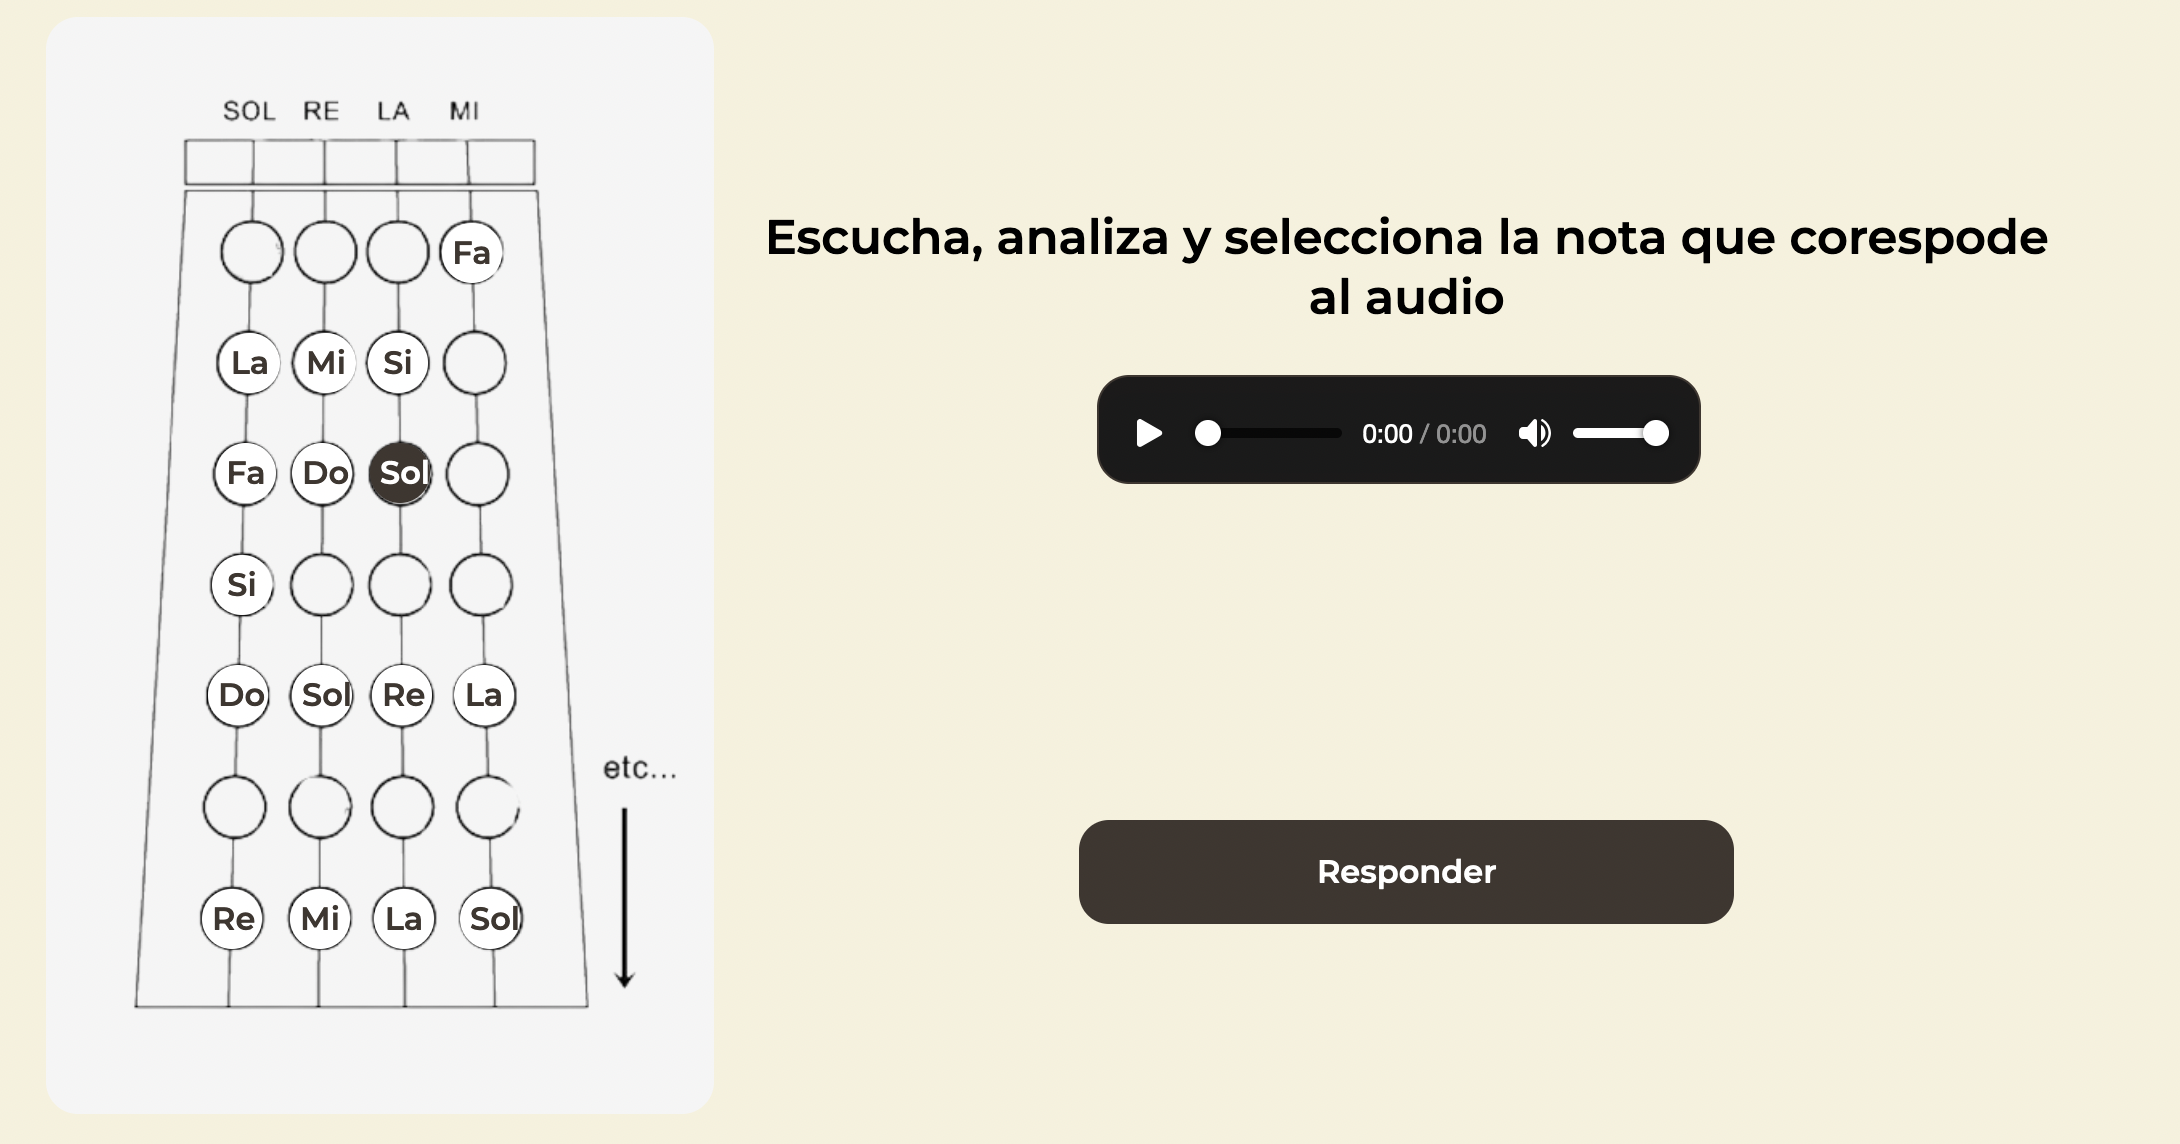 SOL RE LA MI
Fa
La Mi Si
Fa Do Sol
Si
Do Sol Re La
etc...
Re Mi La Sol
Escucha, analiza y selecciona la nota que corespode
al audio
0:00 / 0:00
Responder